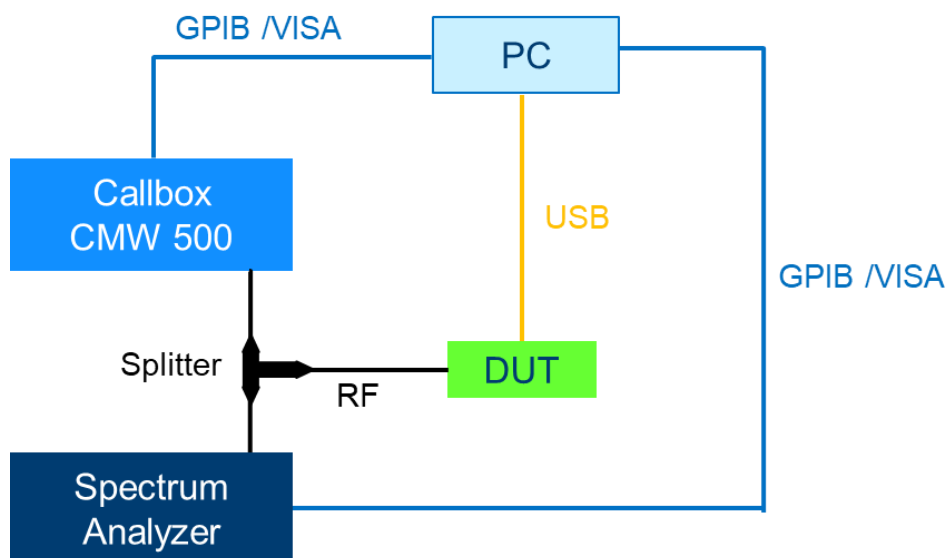 GPIB /VISA
PC
Callbox
CMW 500
USB
GPIB /VISA
Splitter
RF
DUT
Spectrum
Analyzer